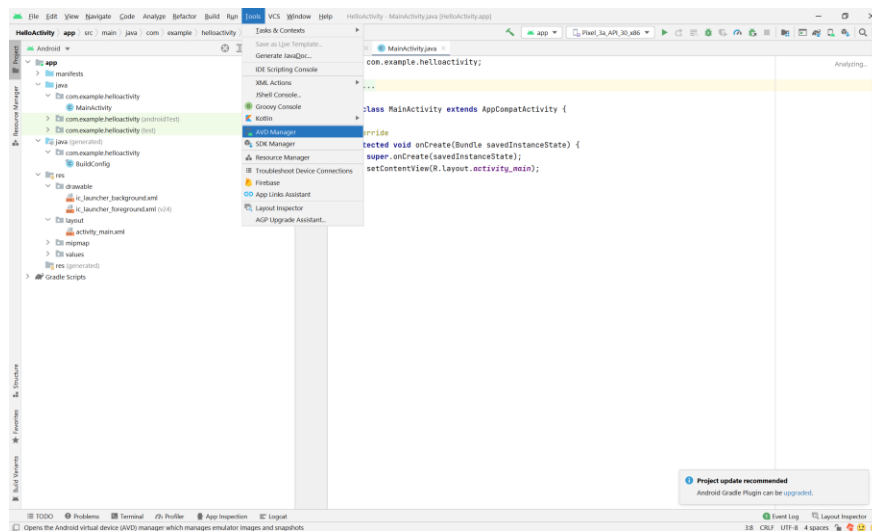 File Edit View Navigate Code Analyze Refactor Build Run Tools VCS Window Help HelloActivity - MainActivity.java [HelloActivity.app]
HelloActivity app src main java com example helloactivity
app Pixel_3a_API_30_x86
Android
MainActivity.java
Tasks & Contexts
Save as Live Template...
Generate JavaDoc...
IDE Scripting Console
XML Actions
JShell Console...
Groovy Console
Kotlin
AVD Manager
SDK Manager
Resource Manager
Troubleshoot Device Connections
Firebase
App Links Assistant
Layout Inspector
AGP Upgrade Assistant...
app
manifests
java
com.example.helloactivity
MainActivity
com.example.helloactivity (androidTest)
com.example.helloactivity (test)
java (generated)
com.example.helloactivity
BuildConfig
res
drawable
ic_launcher_background.xml
ic_launcher_foreground.xml (v24)
layout
activity_main.xml
mipmap
values
res (generated)
Gradle Scripts
com.example.helloactivity;
...
class MainActivity extends AppCompatActivity {
erride
tected void onCreate(Bundle savedInstanceState) {
super.onCreate(savedInstanceState);
setContentView(R.layout.activity_main);
Analyzing...
Project
Resource Manager
Structure
Favorites
Build Variants
Project update recommended
Android Gradle Plugin can be upgraded.
TODO Problems Terminal Profiler App Inspection Logcat Event Log Layout Inspector
Opens the Android virtual device (AVD) manager which manages emulator images and snapshots 3:8 CRLF UTF-8 4 spaces